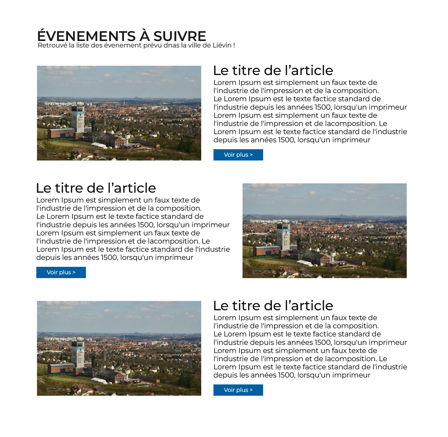 ÉVENEMENTS À SUIVRE
Retrouvé la liste des évenement prévu dnas la ville de Liévin !
Le titre de l'article
Lorem Ipsum est simplement un faux texte de
l'industrie de l'impression et de la composition.
Le Lorem Ipsum est le texte factice standard de
l'industrie depuis les années 1500, lorsqu'un imprimeur
Lorem Ipsum est simplement un faux texte de
l'industrie de l'impression et de lacomposition. Le
Lorem Ipsum est le texte factice standard de l'industrie
depuis les années 1500, lorsqu'un imprimeur
Voir plus >
Le titre de l'article
Lorem Ipsum est simplement un faux texte de
l'industrie de l'impression et de la composition.
Le Lorem Ipsum est le texte factice standard de
l'industrie depuis les années 1500, lorsqu'un imprimeur
Lorem Ipsum est simplement un faux texte de
l'industrie de l'impression et de lacomposition. Le
Lorem Ipsum est le texte factice standard de l'industrie
depuis les années 1500, lorsqu'un imprimeur
Voir plus >
Le titre de l'article
Lorem Ipsum est simplement un faux texte de
l'industrie de l'impression et de la composition.
Le Lorem Ipsum est le texte factice standard de
l'industrie depuis les années 1500, lorsqu'un imprimeur
Lorem Ipsum est simplement un faux texte de
l'industrie de l'impression et de lacomposition. Le
Lorem Ipsum est le texte factice standard de l'industrie
depuis les années 1500, lorsqu'un imprimeur
Voir plus >